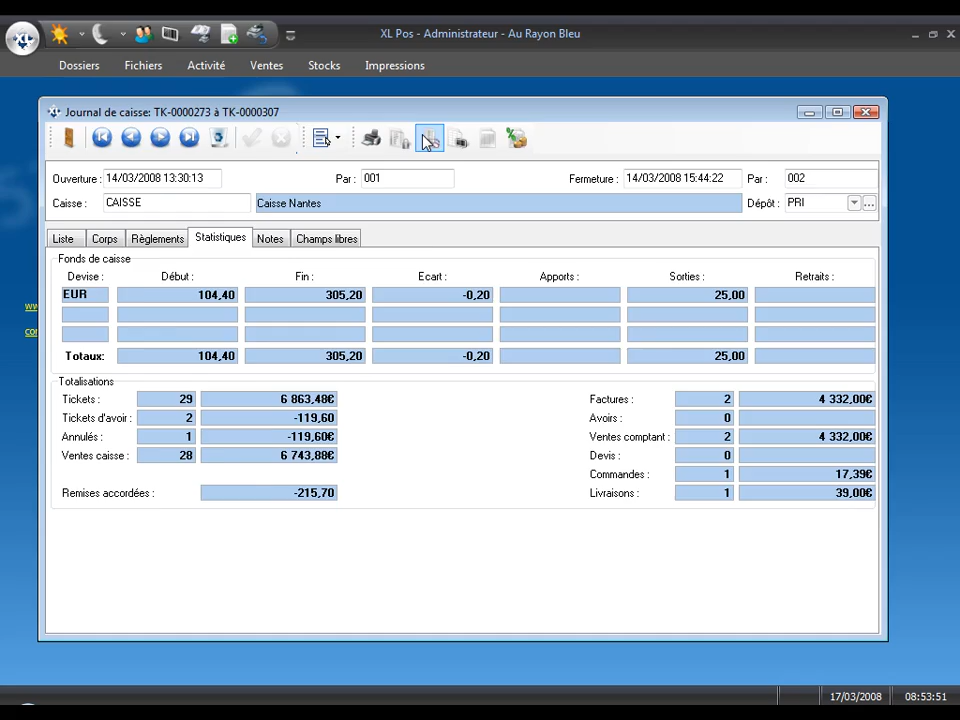 XL Pos - Administrateur - Au Rayon Bleu
Dossiers Fichiers Activité Ventes Stocks Impressions
Journal de caisse: TK-0000273 à TK-0000307
Ouverture : 14/03/2008 13:30:13 Par : 001 Fermeture : 14/03/2008 15:44:22 Par : 002
Caisse : CAISSE Caisse Nantes Dépôt : PRI ...
Liste Corps Règlements Statistiques Notes Champs libres
Fonds de caisse
Devise : Début : Fin : Ecart : Apports : Sorties : Retraits :
EUR 104,40 305,20 -0,20 25,00
Totaux: 104,40 305,20 -0,20 25,00
Totalisations
Tickets : 29 6 863,48€ Factures : 2 4 332,00€
Tickets d'avoir : 2 -119,60 Avoirs : 0
Annulés : 1 -119,60€ Ventes comptant : 2 4 332,00€
Ventes caisse : 28 6 743,88€ Devis : 0
Commandes : 1 17,39€
Remises accordées : -215,70 Livraisons : 1 39,00€
ww
cor
17/03/2008 08:53:51